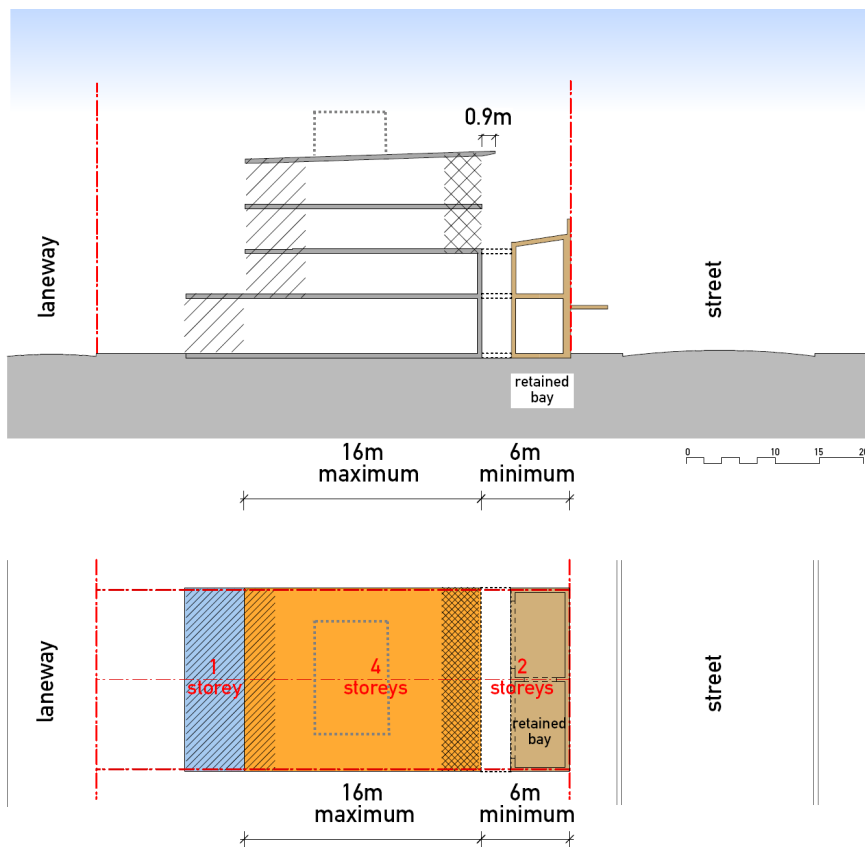 0.9m
laneway
street
retained
bay
16m
maximum
6m
minimum
0
10
15
20
laneway
1
storey
4
storeys
2
storeys
retained
bay
street
16m
maximum
6m
minimum